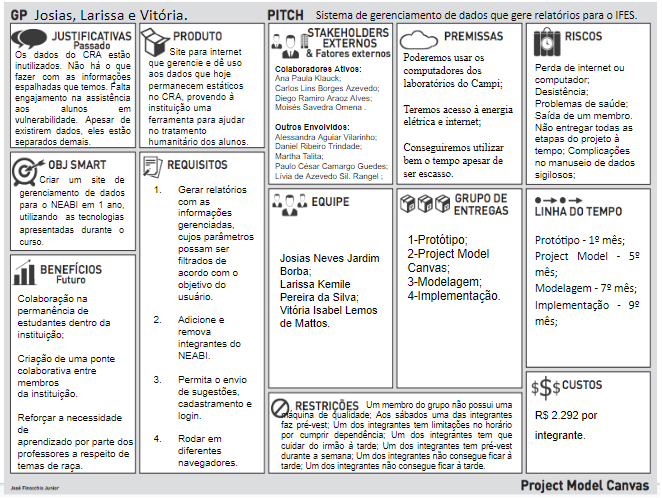 GP Josias, Larissa e Vitória.
PITCH Sistema de gerenciamento de dados que gere relatórios para o IFES.
JUSTIFICATIVAS
Passado
Os dados do CRA estão
inutilizados. Não há o que
fazer com as informações
espalhadas que temos. Falta
engajamento na assistência
aos alunos em
vulnerabilidade. Apesar de
existirem dados, eles estão
separados demais.
PRODUTO
Site para internet
que gerencie e dê uso
aos dados que hoje
permanecem estáticos
no CRA, provendo à
instituição uma
ferramenta para ajudar
no tratamento
humanitário dos alunos.
STAKEHOLDERS
EXTERNOS
& Fatores externos
Colaboradores Ativos:
Ana Paula Klauck;
Carlos Lins Borges Azevedo;
Diego Ramiro Araoz Alves;
Moisés Savedra Omena .
Outros Envolvidos:
Alessandra Aguiar Vilarinho;
Daniel Ribeiro Trindade;
Martha Talita;
Paulo César Camargo Guedes;
Lívia de Azevedo Sil. Rangel ;
PREMISSAS
Poderemos usar os
computadores dos
laboratórios do Campi;
Teremos acesso à energia
elétrica e internet;
Conseguiremos utilizar
bem o tempo apesar de
ser escasso.
RISCOS
Perda de internet ou
computador;
Desistência;
Problemas de saúde;
Saída de um membro.
Não entregar todas as
etapas do projeto à
tempo; Complicações
no manuseio de dados
sigilosos;
OBJ SMART
Criar um site de
gerenciamento de dados
para o NEABI em 1 ano,
utilizando as tecnologias
apresentadas durante o
curso.
REQUISITOS
1. Gerar relatórios
com as
informações
gerenciadas,
cujos parâmetros
possam ser
filtrados de
acordo com o
objetivo do
usuário.
2. Adicione e
remova
integrantes do
NEABI.
3. Permita o envio
de sugestões,
cadastramento e
login.
4. Rodar em
diferentes
navegadores.
EQUIPE
Josias Neves Jardim
Borba;
Larissa Kemile
Pereira da Silva;
Vitória Isabel Lemos
de Mattos.
GRUPO DE
ENTREGAS
1-Protótipo;
2-Project Model
Canvas;
3-Modelagem;
4-Implementação.
LINHA DO TEMPO
Protótipo - 1º mês;
Project Model - 5º
mês;
Modelagem - 7º mês;
Implementação - 9º
mês;
BENEFÍCIOS
Futuro
Colaboração na
permanência de
estudantes dentro da
instituição;
Criação de uma ponte
colaborativa entre
membros
da instituição.
Reforçar a necessidade
de
aprendizado por parte dos
professores a respeito de
temas de raça.
RESTRIÇÕES Um membro do grupo não possui uma
máquina de qualidade; Aos sábados uma das integrantes
faz pré-vest; Um dos integrantes tem limitações no horário
por cumprir dependência; Um dos integrantes tem que
cuidar do irmão à tarde; Um dos integrantes tem pré-vest
durante a semana; Um dos integrantes não consegue ficar à
tarde; Um dos integrantes não consegue ficar à tarde.
$$$ CUSTOS
R$ 2.292 por
integrante.
José Finocchio Junior
Project Model Canvas